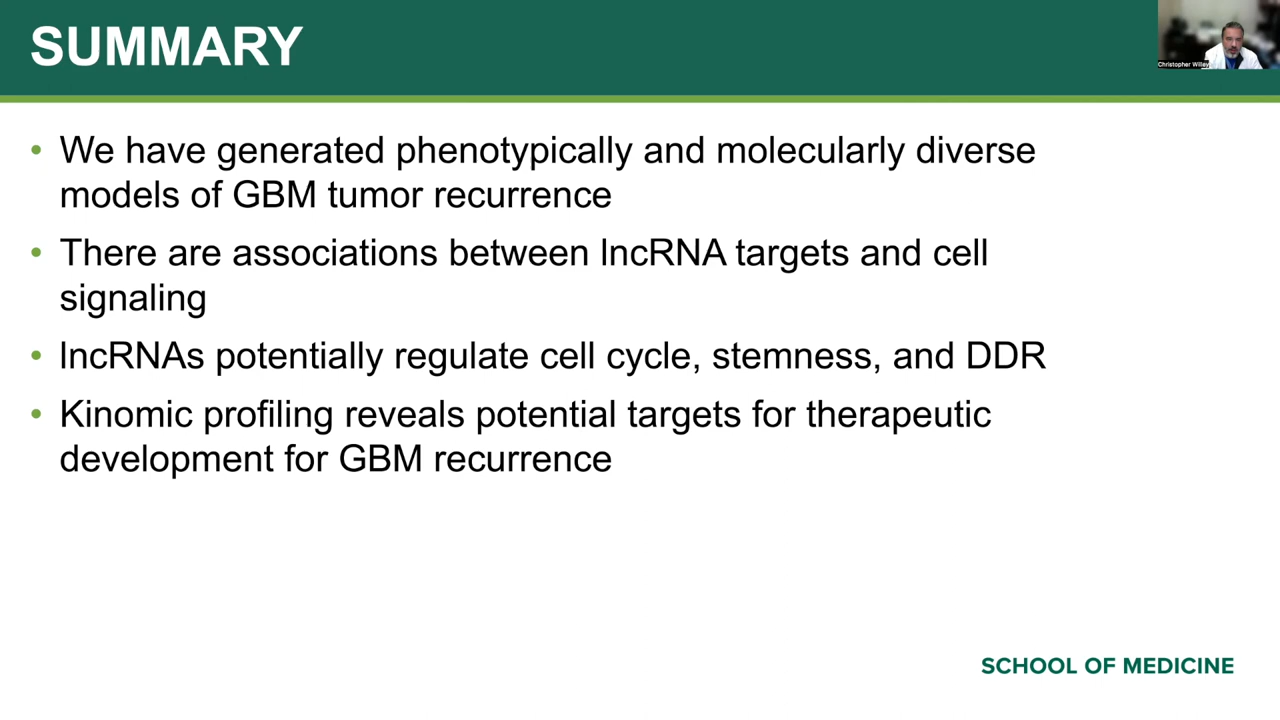 SUMMARY
Christopher Willey
• We have generated phenotypically and molecularly diverse
models of GBM tumor recurrence
• There are associations between lncRNA targets and cell
signaling
• lncRNAs potentially regulate cell cycle, stemness, and DDR
• Kinomic profiling reveals potential targets for therapeutic
development for GBM recurrence
SCHOOL OF MEDICINE